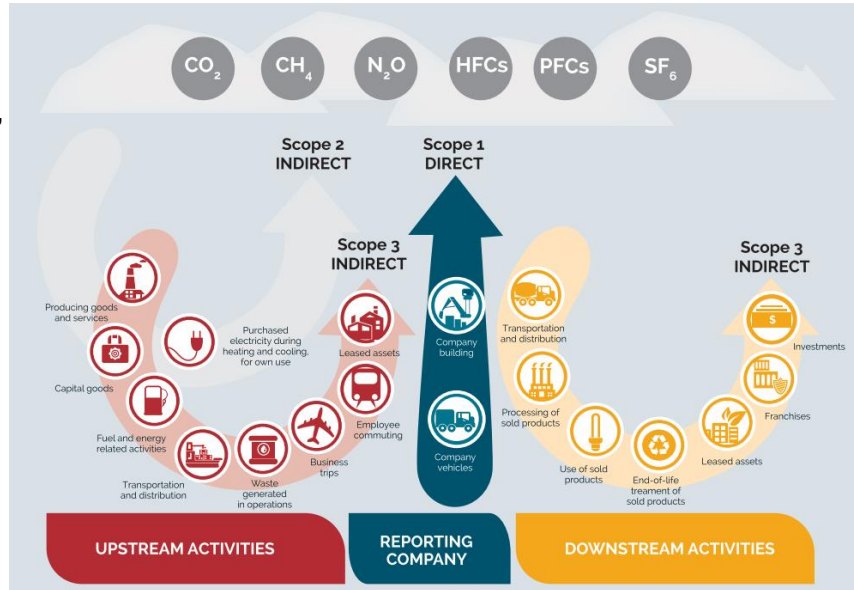 CO₂
CH₄
N₂O
HFCs
PFCs
SF₆
Scope 2
INDIRECT
Scope 1
DIRECT
Scope 3
INDIRECT
Scope 3
INDIRECT
Producing goods
and services
Capital goods
Fuel and energy
related activities
Purchased
electricity during
heating and cooling,
for own use
Transportation
and distribution
Waste
generated
in operations
Business
trips
Employee
commuting
Leased assets
Company
building
Company
vehicles
Transportation
and distribution
Processing of
sold products
Use of sold
products
End-of-life
treament of
sold products
Leased assets
Franchises
$
Investments
UPSTREAM ACTIVITIES
REPORTING
COMPANY
DOWNSTREAM ACTIVITIES